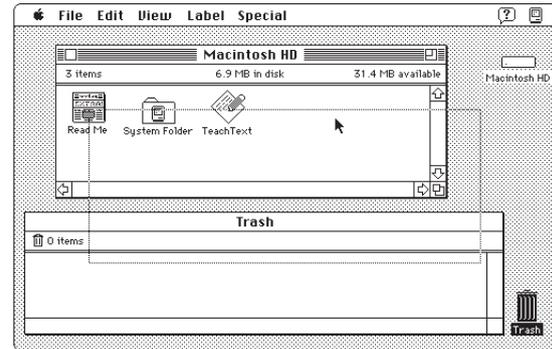 File Edit View Label Special
Macintosh HD
3 items 6.9 MB in disk 31.4 MB available
Macintosh HD
Read Me System Folder TeachText
Trash
0 items
Trash